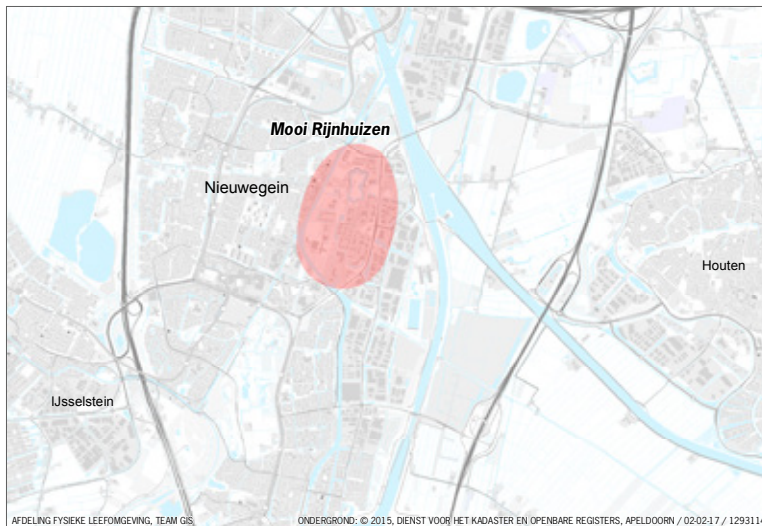 Mooi Rijnhuizen
Nieuwegein
Houten
IJsselstein
AFDELING FYSIEKE LEEFOMGEVING, TEAM GIS
ONDERGROND: © 2015, DIENST VOOR HET KADASTER EN OPENBARE REGISTERS, APELDOORN / 02-02-17 / 1293114